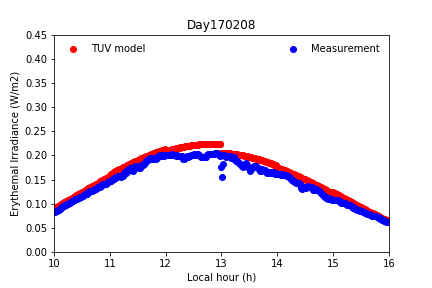 Day170208
TUV model
Measurement
Erythemal Irradiance (W/m2)
0.45
0.40
0.35
0.30
0.25
0.20
0.15
0.10
0.05
0.00
10 11 12 13 14 15 16
Local hour (h)